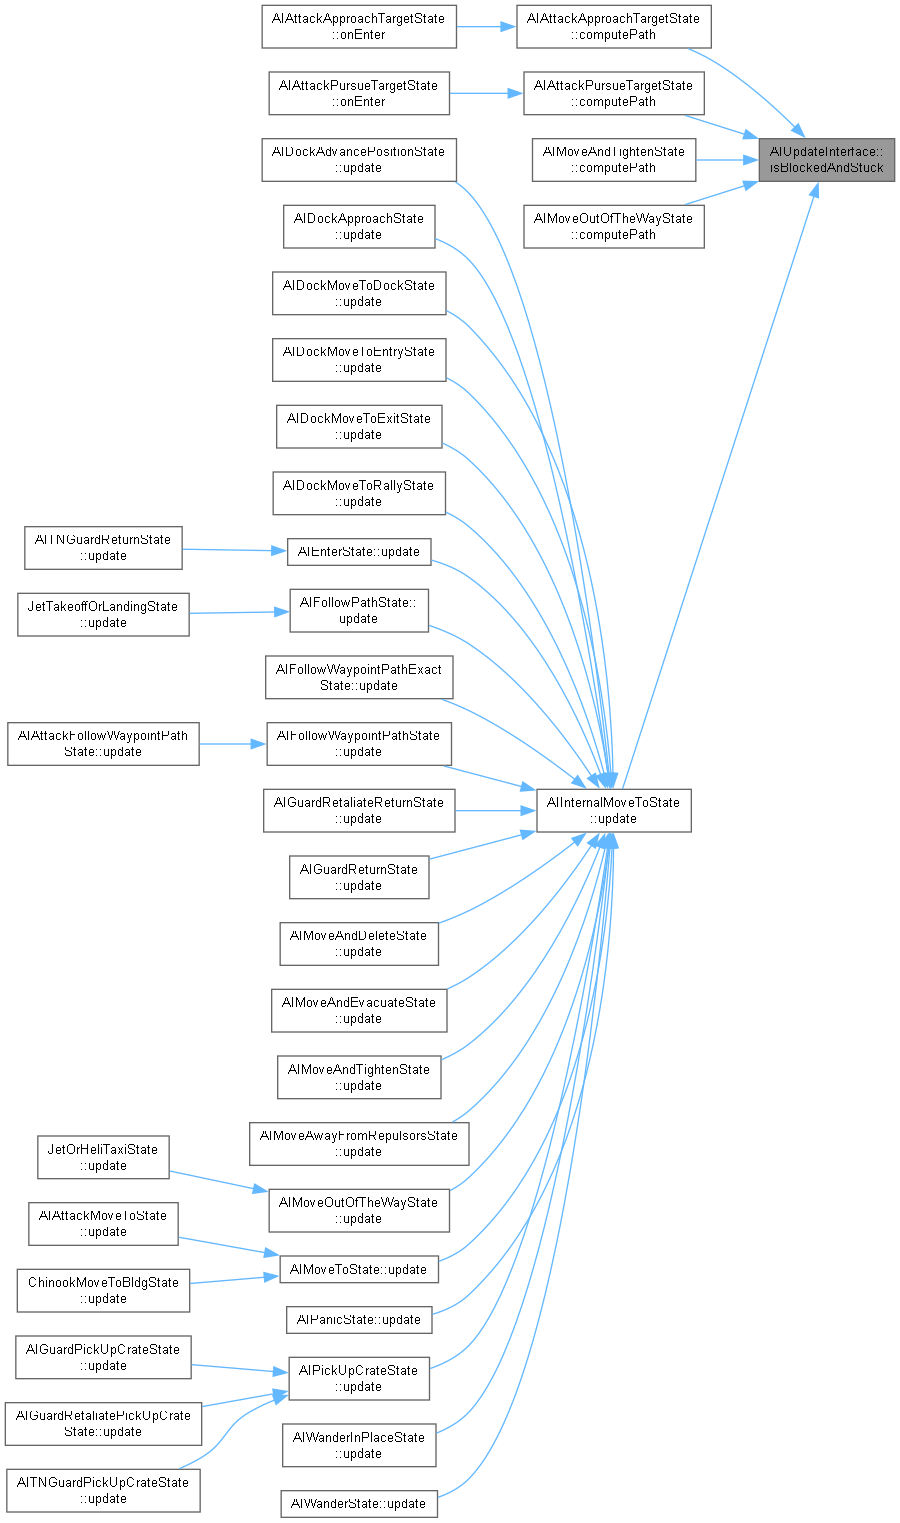 AIAttackApproachTargetState
::onEnter
AIAttackApproachTargetState
::computePath
AIAttackPursueTargetState
::onEnter
AIAttackPursueTargetState
::computePath
AIDockAdvancePositionState
::update
AIMoveAndTightenState
::computePath
AIUpdateInterface::
isBlockedAndStuck
AIDockApproachState
::update
AIMoveOutOfTheWayState
::computePath
AIDockMoveToDockState
::update
AIDockMoveToEntryState
::update
AIDockMoveToExitState
::update
AIDockMoveToRallyState
::update
AITNGuardReturnState
::update
AIEnterState::update
JetTakeoffOrLandingState
::update
AIFollowPathState::
update
AIFollowWaypointPathExact
State::update
AIAttackFollowWaypointPath
State::update
AIFollowWaypointPathState
::update
AIGuardRetaliateReturnState
::update
AIInternalMoveToState
::update
AIGuardReturnState
::update
AIMoveAndDeleteState
::update
AIMoveAndEvacuateState
::update
AIMoveAndTightenState
::update
AIMoveAwayFromRepulsorsState
::update
JetOrHeliTaxiState
::update
AIMoveOutOfTheWayState
::update
AIAttackMoveToState
::update
AIMoveToState::update
ChinookMoveToBldgState
::update
AIPanicState::update
AIGuardPickUpCrateState
::update
AIPickUpCrateState
::update
AIGuardRetaliatePickUpCrate
State::update
AIWanderInPlaceState
::update
AITNGuardPickUpCrateState
::update
AIWanderState::update